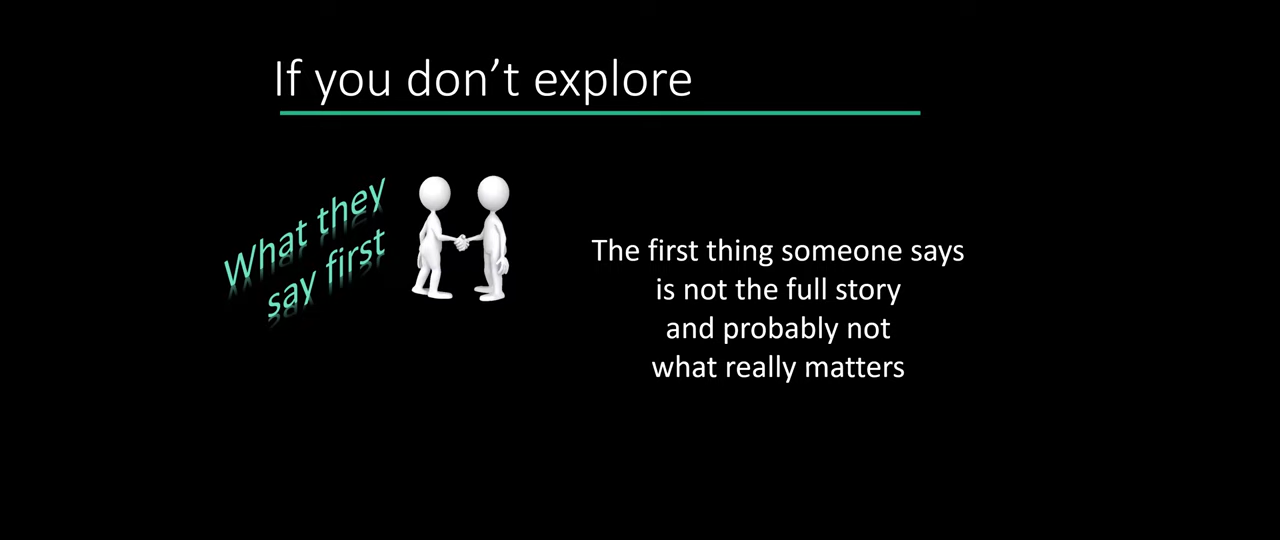 If you don’t explore
What they
say first
The first thing someone says
is not the full story
and probably not
what really matters